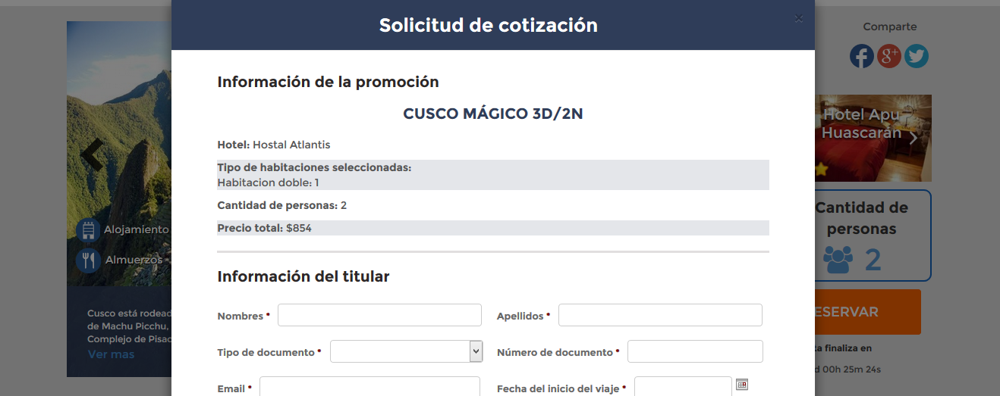 Solicitud de cotización
×
Comparte
Información de la promoción
CUSCO MÁGICO 3D/2N
Hotel Apu
Huascarán
Hotel: Hostal Atlantis
Tipo de habitaciones seleccionadas:
Habitacion doble: 1
Cantidad de personas: 2
Precio total: $854
Alojamiento
Almuerzos
Cantidad de
personas
2
Información del titular
Nombres *
Apellidos *
Tipo de documento *
Número de documento *
Email *
Fecha del inicio del viaje *
Cusco está rodead
de Machu Picchu,
Complejo de Pisac
Ver mas
ESERVAR
ta finaliza en
d 00h 25m 24s